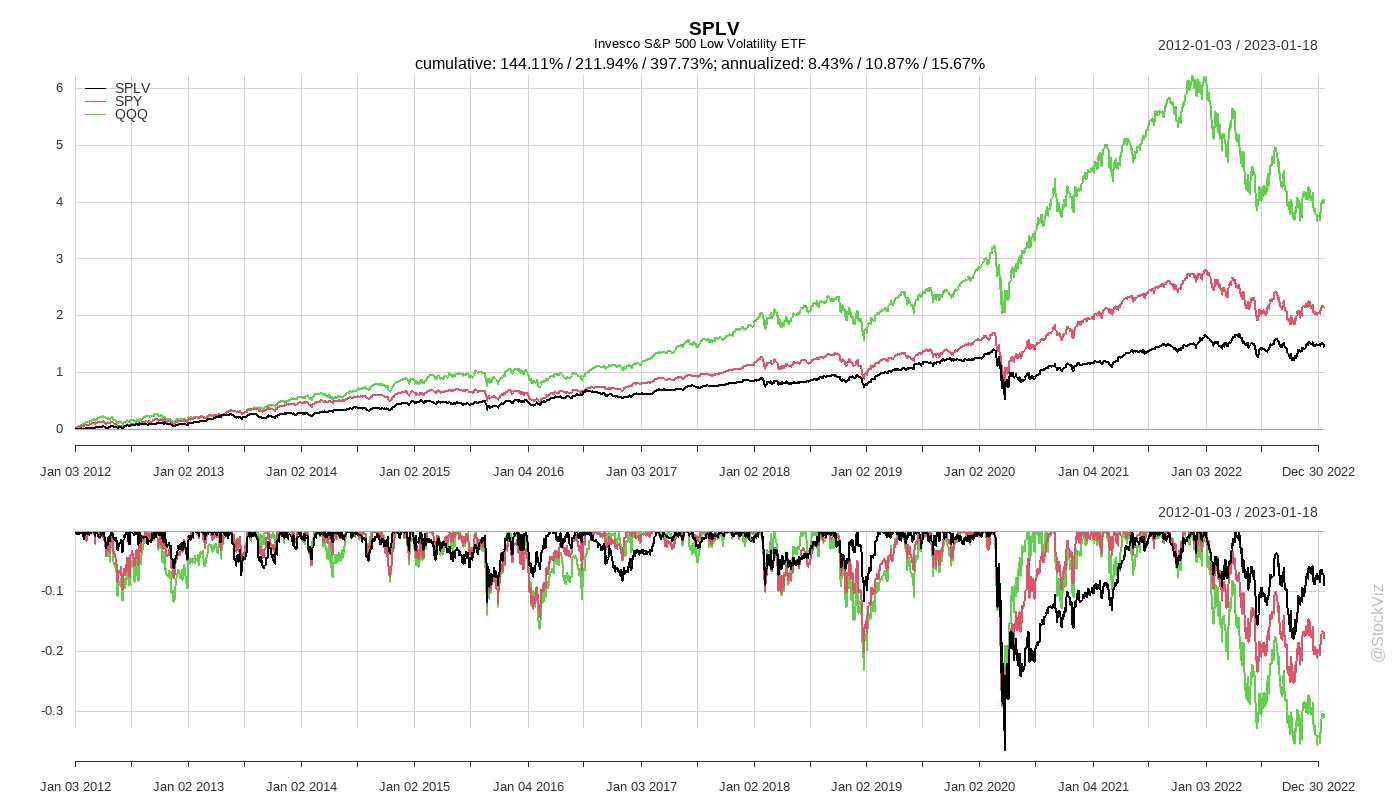 SPLV
Invesco S&P 500 Low Volatility ETF
2012-01-03 / 2023-01-18
cumulative: 144.11% / 211.94% / 397.73%; annualized: 8.43% / 10.87% / 15.67%
SPLV
SPY
QQQ
6
5
4
3
2
1
0
Jan 03 2012 Jan 02 2013 Jan 02 2014 Jan 02 2015 Jan 04 2016 Jan 03 2017 Jan 02 2018 Jan 02 2019 Jan 02 2020 Jan 04 2021 Jan 03 2022 Dec 30 2022
2012-01-03 / 2023-01-18
-0.1
-0.2
-0.3
Jan 03 2012 Jan 02 2013 Jan 02 2014 Jan 02 2015 Jan 04 2016 Jan 03 2017 Jan 02 2018 Jan 02 2019 Jan 02 2020 Jan 04 2021 Jan 03 2022 Dec 30 2022
@StockViz